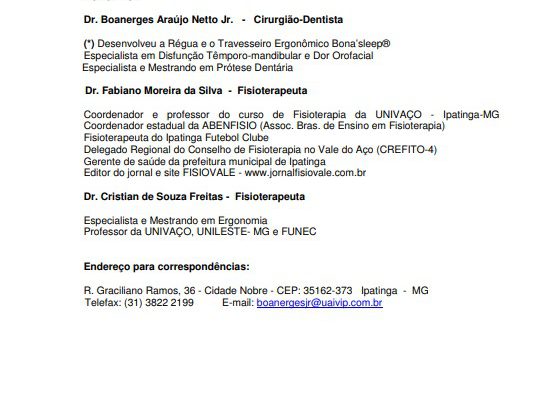 Dr. Boanerges Araújo Netto Jr.   -   Cirurgião-Dentista
(*) Desenvolveu a Régua e o Travesseiro Ergonômico Bona'sleep®
Especialista em Disfunção Têmporo-mandibular e Dor Orofacial
Especialista e Mestrando em Prótese Dentária
Dr. Fabiano Moreira da Silva  -  Fisioterapeuta
Coordenador e professor do curso de Fisioterapia da UNIVAÇO - Ipatinga-MG
Coordenador estadual da ABENFISIO (Assoc. Bras. de Ensino em Fisioterapia)
Fisioterapeuta do Ipatinga Futebol Clube
Delegado Regional do Conselho de Fisioterapia no Vale do Aço (CREFITO-4)
Gerente de saúde da prefeitura municipal de Ipatinga
Editor do jornal e site FISIOVALE - www.jornalfisiovale.com.br
Dr. Cristian de Souza Freitas -  Fisioterapeuta
Especialista e Mestrando em Ergonomia
Professor da UNIVAÇO, UNILESTE- MG e FUNEC
Endereço para correspondências:
R. Graciliano Ramos, 36 - Cidade Nobre - CEP: 35162-373   Ipatinga  -  MG
Telefax: (31) 3822 2199          E-mail: boanergesjr@uaivip.com.br